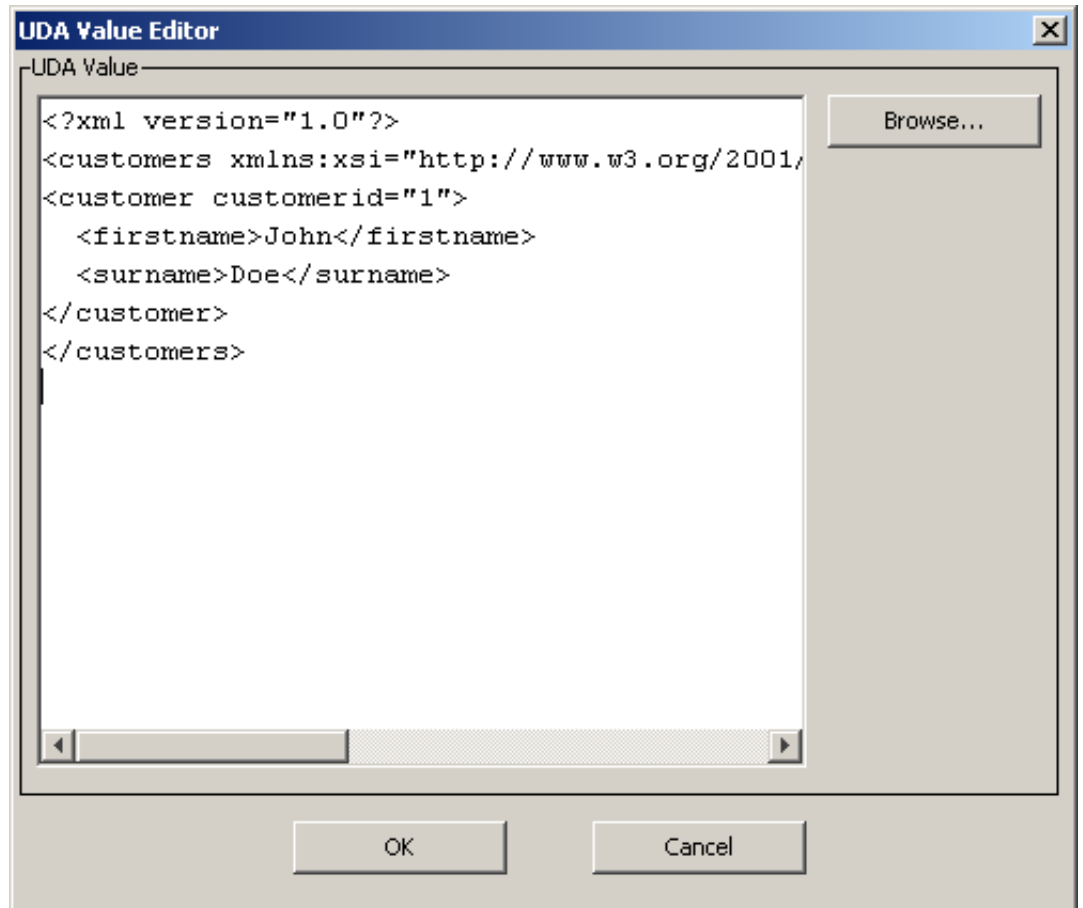 UDA Value Editor
UDA Value
<?xml version="1.0"?>
<customers xmlns:xsi="http://www.w3.org/2001/
<customer customerid="1">
  <firstname>John</firstname>
  <surname>Doe</surname>
</customer>
</customers>
Browse...
OK
Cancel